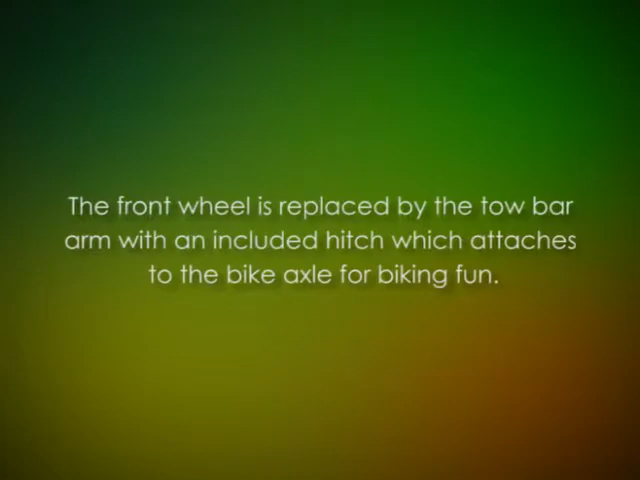 The front wheel is replaced by the tow bar
arm with an included hitch which attaches
to the bike axle for biking fun.